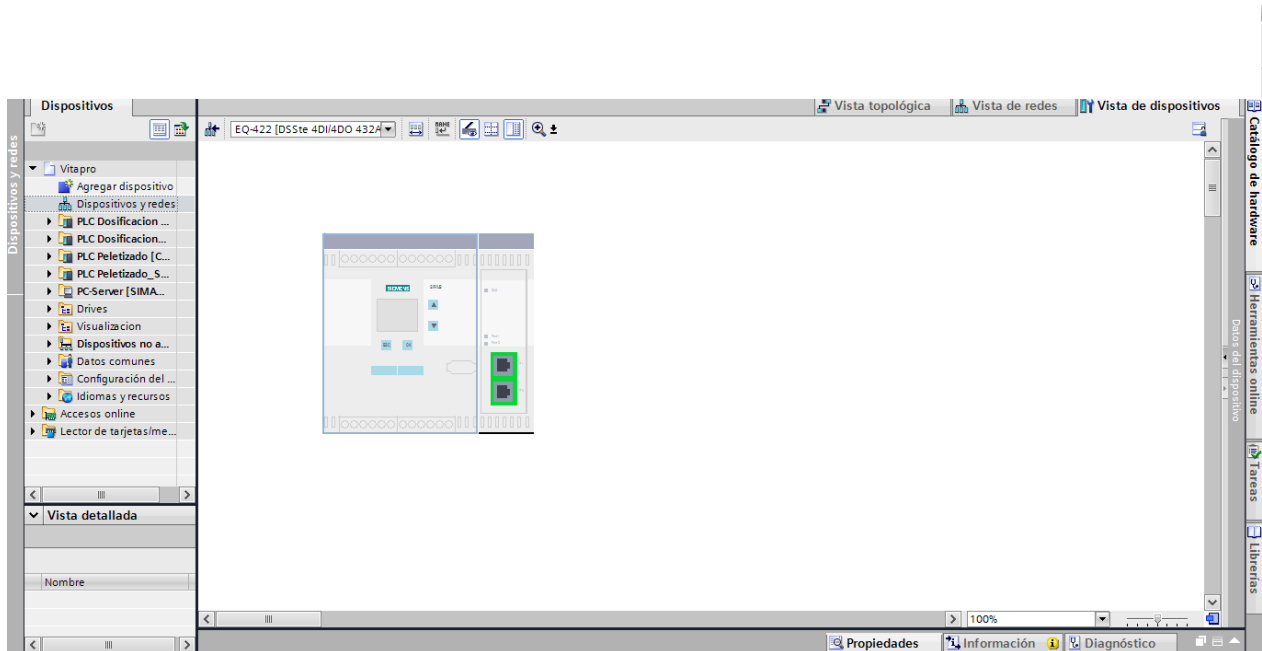 Dispositivos
Vista topológica
Vista de redes
Vista de dispositivos
EQ-422 [DSSte 4DI/4DO 432A
Dispositivos y redes
Vitapro
Agregar dispositivo
Dispositivos y redes
PLC Dosificacion ...
PLC Dosificacion...
PLC Peletizado [C...
PLC Peletizado_S...
PC-Server [SIMA...
Drives
Visualizacion
Dispositivos no a...
Datos comunes
Configuración del ...
Idiomas y recursos
Accesos online
Lector de tarjetas/me...
Vista detallada
Nombre
SIEMENS
100%
Propiedades
Información
Diagnóstico
Datos del dispositivo
Catálogo de hardware
Herramientas online
Tareas
Librerías